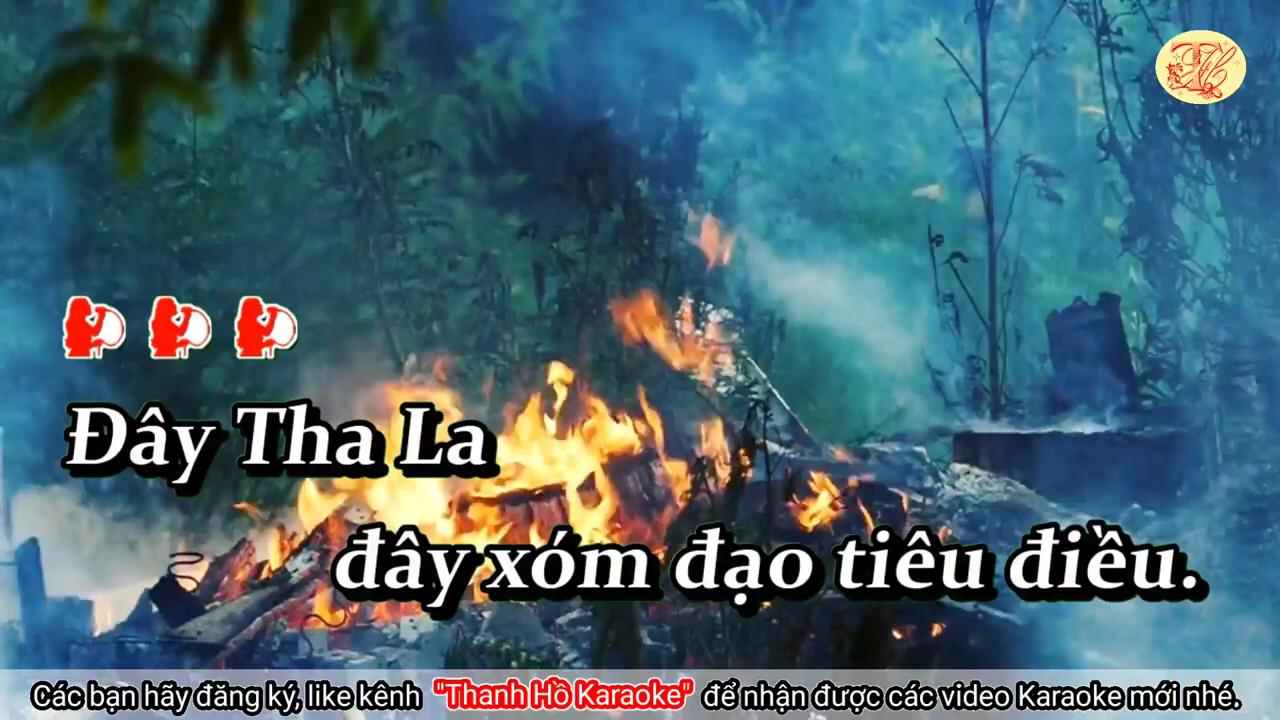 Đây Tha La
đây xóm đạo tiêu điều.
Các bạn hãy đăng ký, like kênh "Thanh Hồ Karaoke" để nhận được các video Karaoke mới nhé.